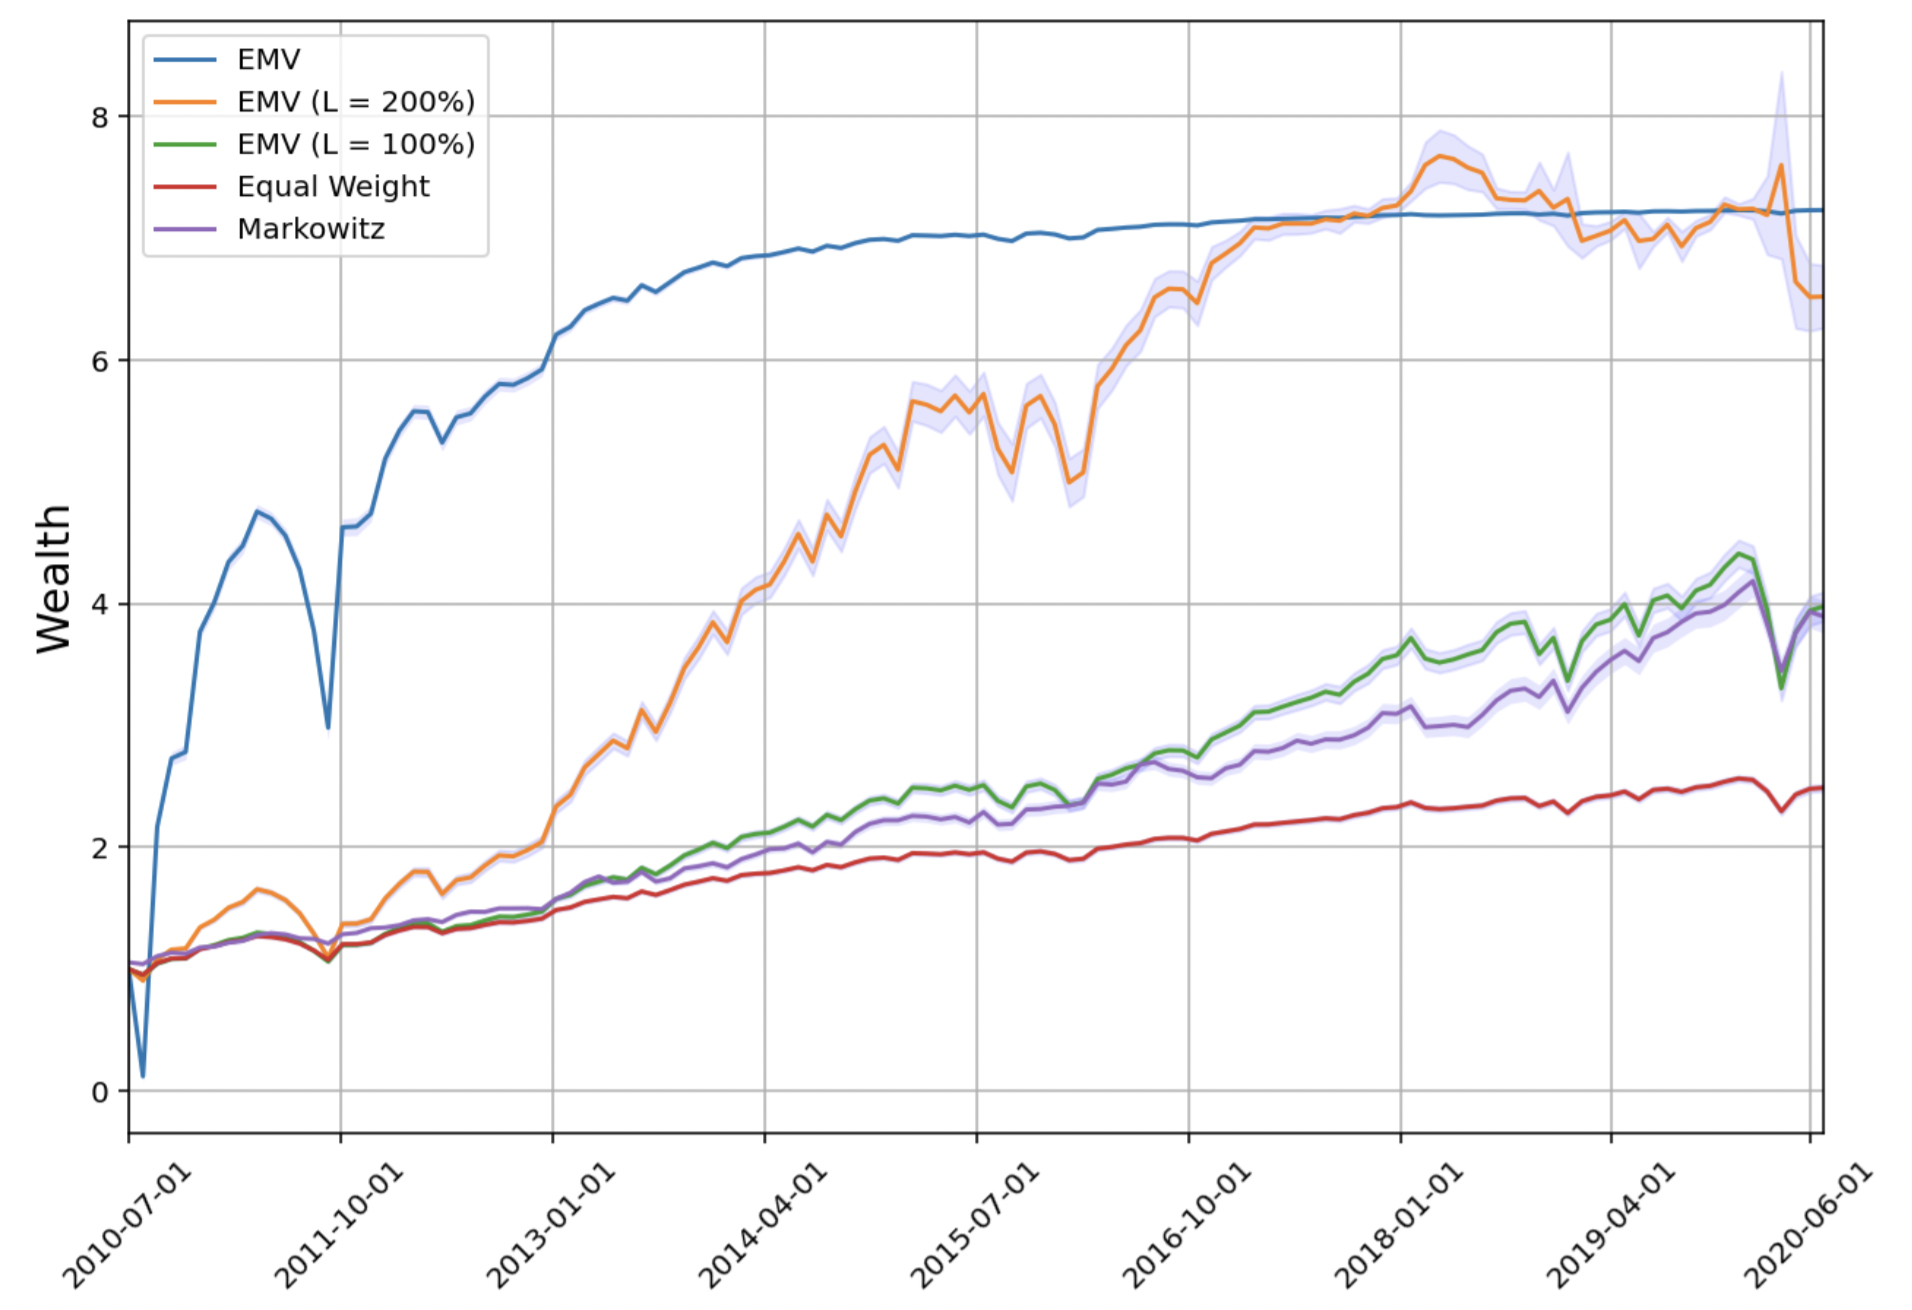 EMV
EMV (L = 200%)
EMV (L = 100%)
Equal Weight
Markowitz
Wealth
8
6
4
2
0
2010-07-01
2011-10-01
2013-01-01
2014-04-01
2015-07-01
2016-10-01
2018-01-01
2019-04-01
2020-06-01